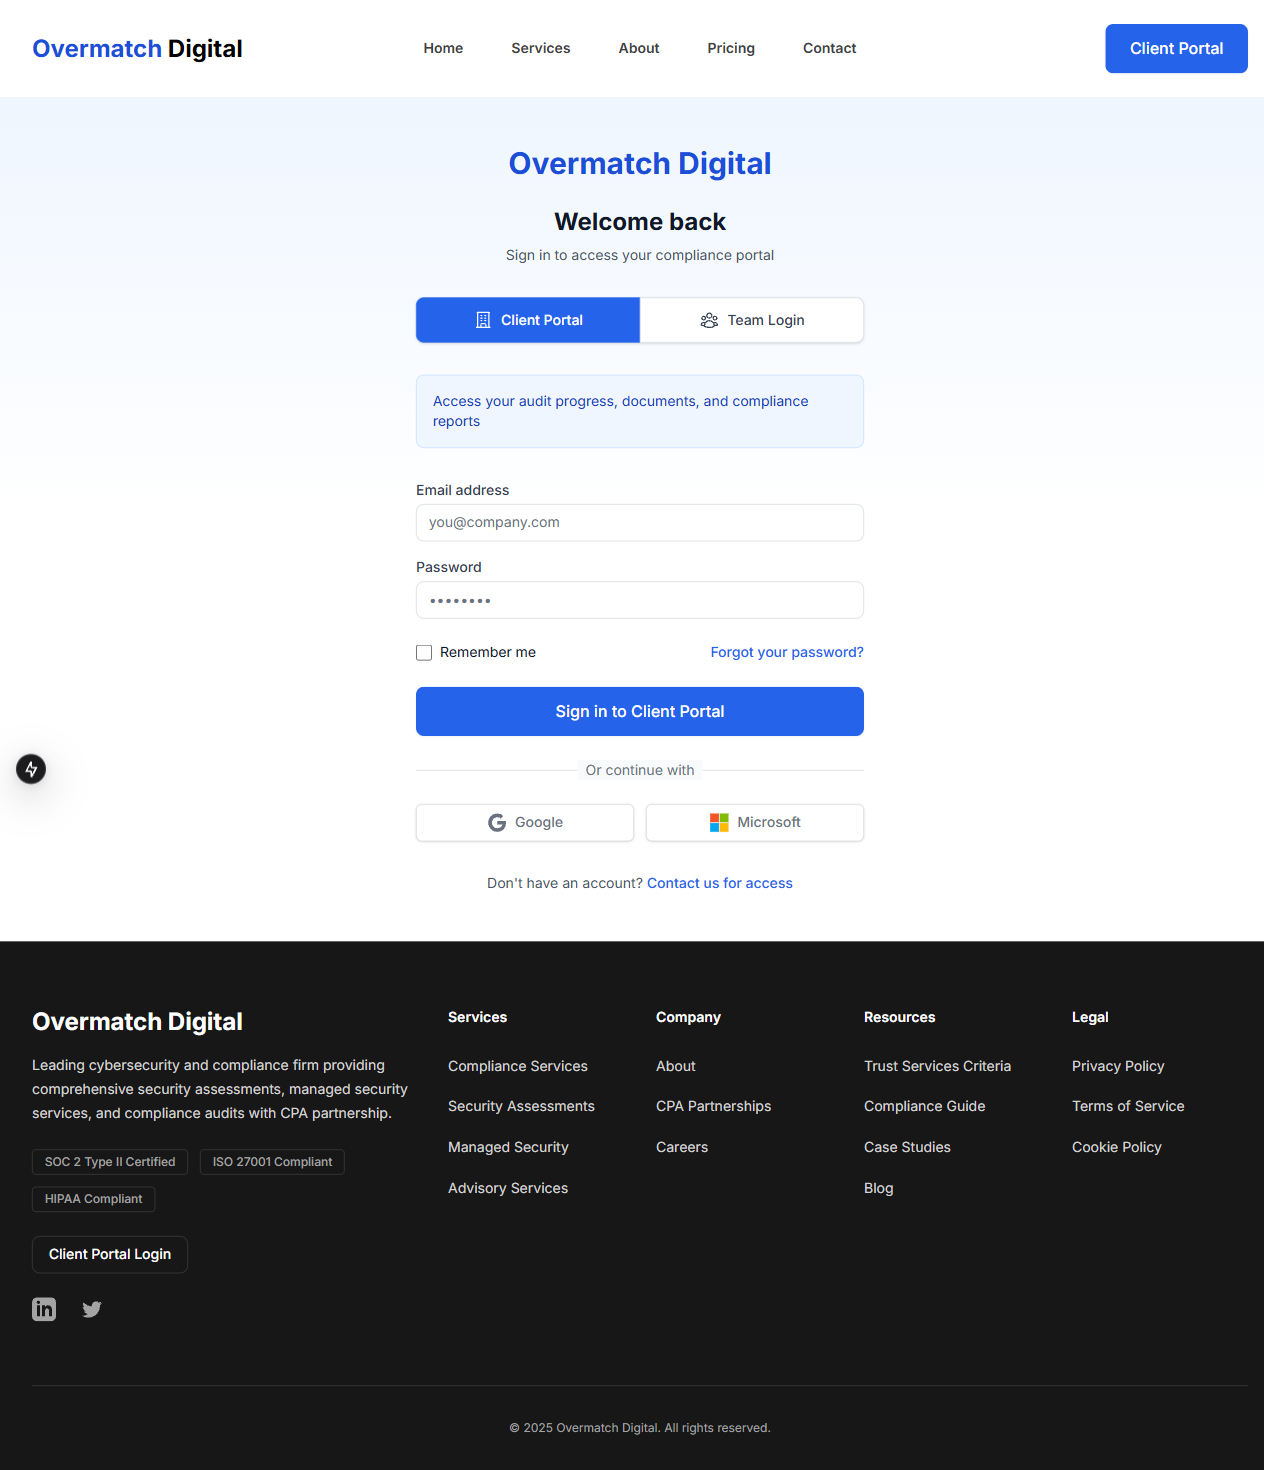 Overmatch Digital
Home
Services
About
Pricing
Contact
Client Portal
Overmatch Digital
Welcome back
Sign in to access your compliance portal
Client Portal
Team Login
Access your audit progress, documents, and compliance
reports
Email address
you@company.com
Password
••••••••
Remember me
Forgot your password?
Sign in to Client Portal
Or continue with
Google
Microsoft
Don't have an account? Contact us for access
Overmatch Digital
Leading cybersecurity and compliance firm providing
comprehensive security assessments, managed security
services, and compliance audits with CPA partnership.
SOC 2 Type II Certified
ISO 27001 Compliant
HIPAA Compliant
Client Portal Login
Services
Compliance Services
Security Assessments
Managed Security
Advisory Services
Company
About
CPA Partnerships
Careers
Resources
Trust Services Criteria
Compliance Guide
Case Studies
Blog
Legal
Privacy Policy
Terms of Service
Cookie Policy
© 2025 Overmatch Digital. All rights reserved.